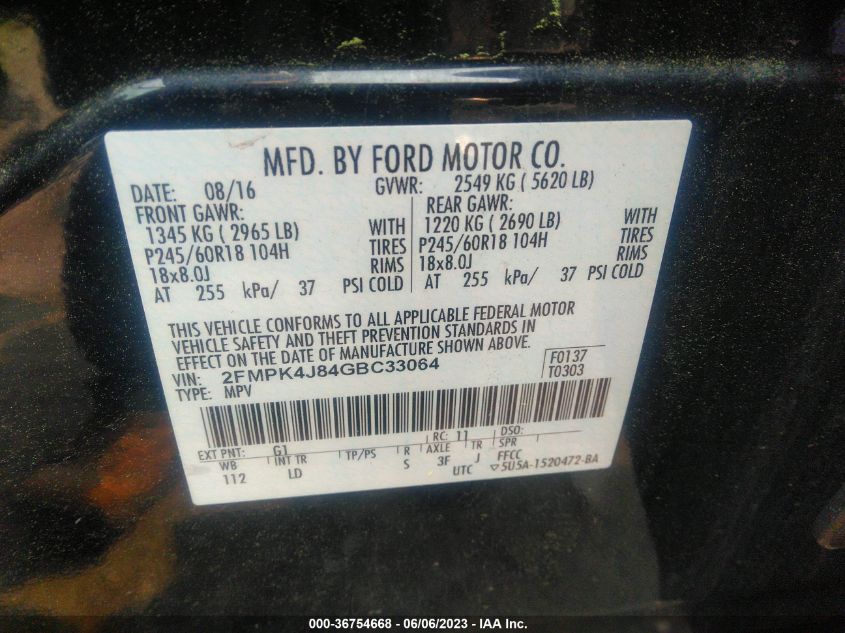 MFD. BY FORD MOTOR CO.
DATE: 08/16 GVWR: 2549 KG ( 5620 LB)
FRONT GAWR: REAR GAWR:
1345 KG ( 2965 LB) WITH 1220 KG ( 2690 LB) WITH
P245/60R18 104H TIRES P245/60R18 104H TIRES
18x8.0J RIMS 18x8.0J RIMS
AT 255 kPa/ 37 PSI COLD AT 255 kPa/ 37 PSI COLD
THIS VEHICLE CONFORMS TO ALL APPLICABLE FEDERAL MOTOR
VEHICLE SAFETY AND THEFT PREVENTION STANDARDS IN
EFFECT ON THE DATE OF MANUFACTURE SHOWN ABOVE.
VIN: 2FMPK4J84GBC33064 F0137
TYPE: MPV T0303
RC: 11 DSO:
EXT PNT: G1
WB INT TR TP/PS R AXLE TR SPR
112 LD S 3F J FFCC
UTC ▽5U5A-1520472-BA
000-36754668 - 06/06/2023 - IAA Inc.